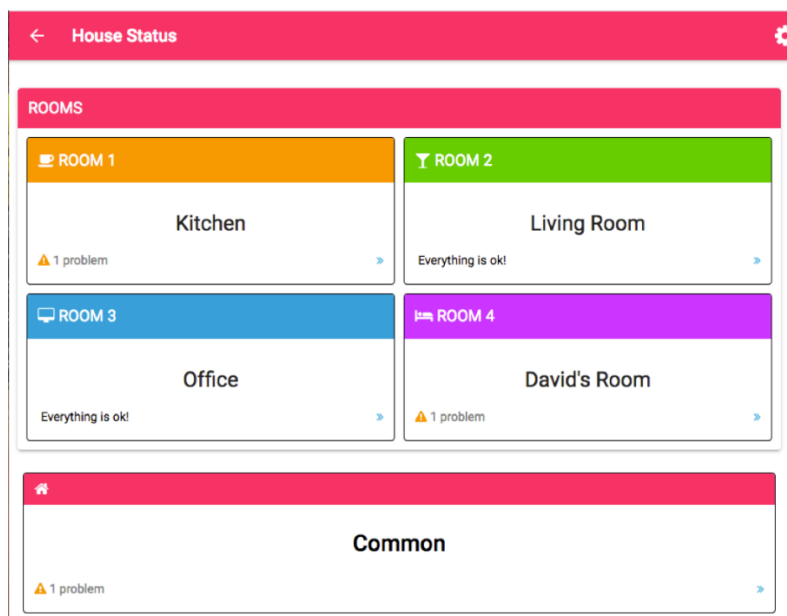 House Status
ROOMS
ROOM 1
Kitchen
1 problem
ROOM 2
Living Room
Everything is ok!
ROOM 3
Office
Everything is ok!
ROOM 4
David's Room
1 problem
Common
1 problem